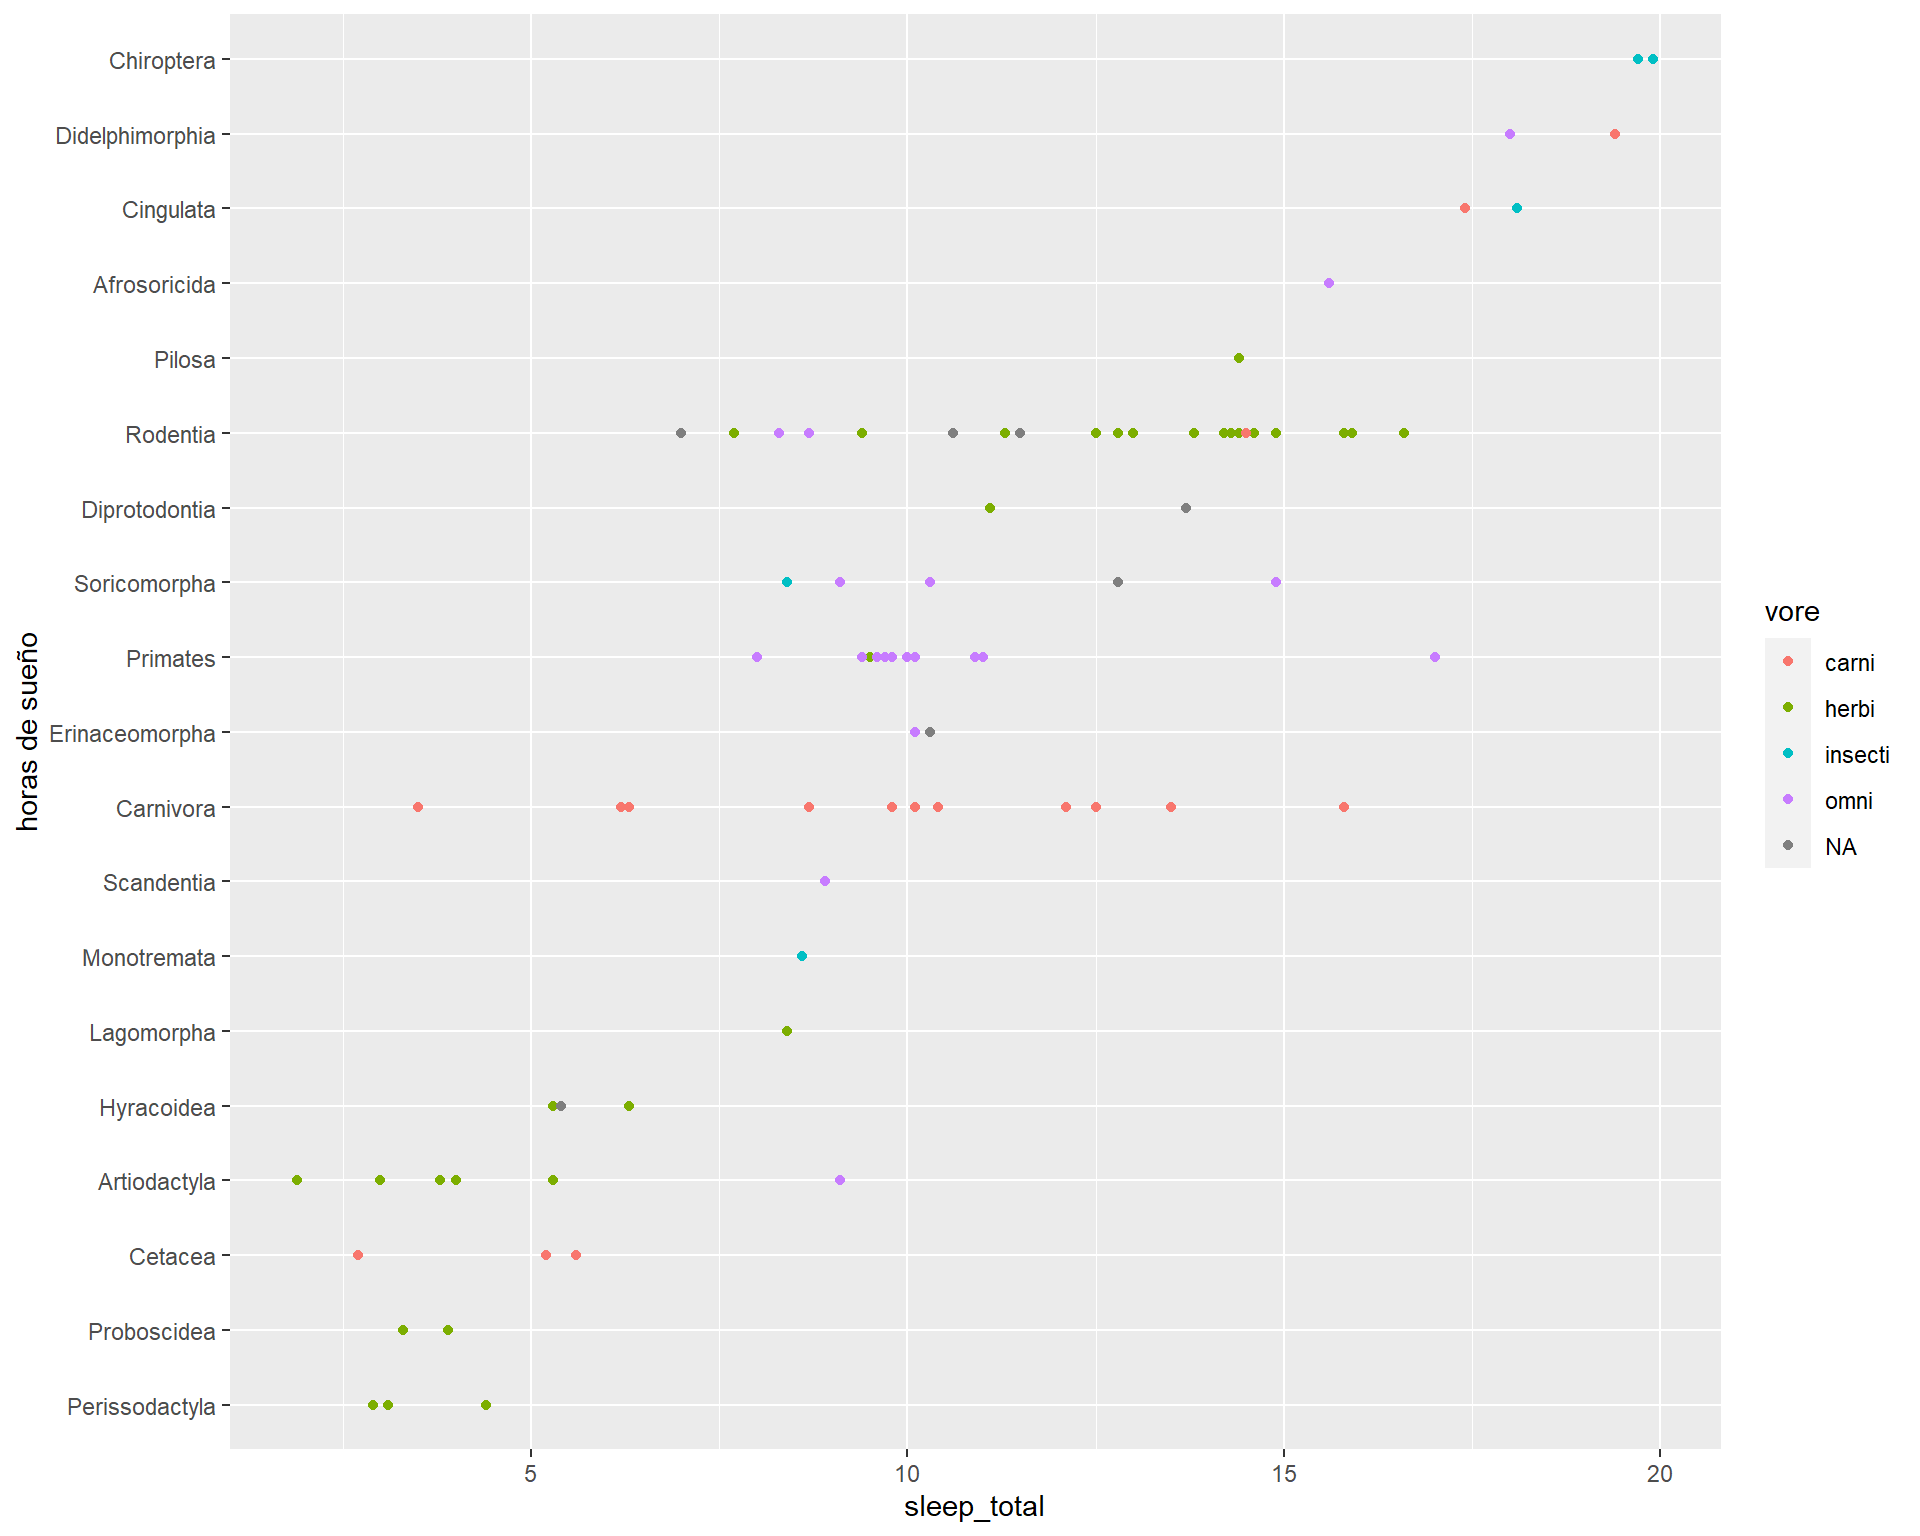 Chiroptera
Didelphimorphia
Cingulata
Afrosoricida
Pilosa
Rodentia
Diprotodontia
Soricomorpha
Primates
Erinaceomorpha
Carnivora
Scandentia
Monotremata
Lagomorpha
Hyracoidea
Artiodactyla
Cetacea
Proboscidea
Perissodactyla
horas de sueño
5 10 15 20
sleep_total
vore
carni
herbi
insecti
omni
NA